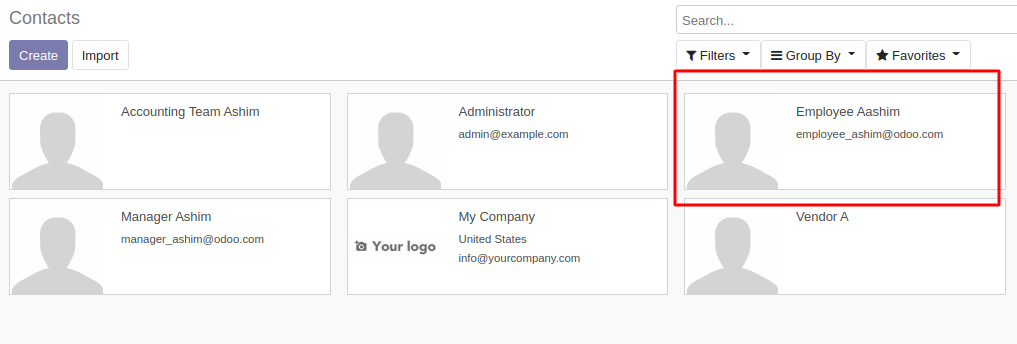 Contacts
Search...
Create Import
Filters Group By Favorites
Accounting Team Ashim
Administrator
admin@example.com
Employee Aashim
employee_ashim@odoo.com
Manager Ashim
manager_ashim@odoo.com
Your logo
My Company
United States
info@yourcompany.com
Vendor A